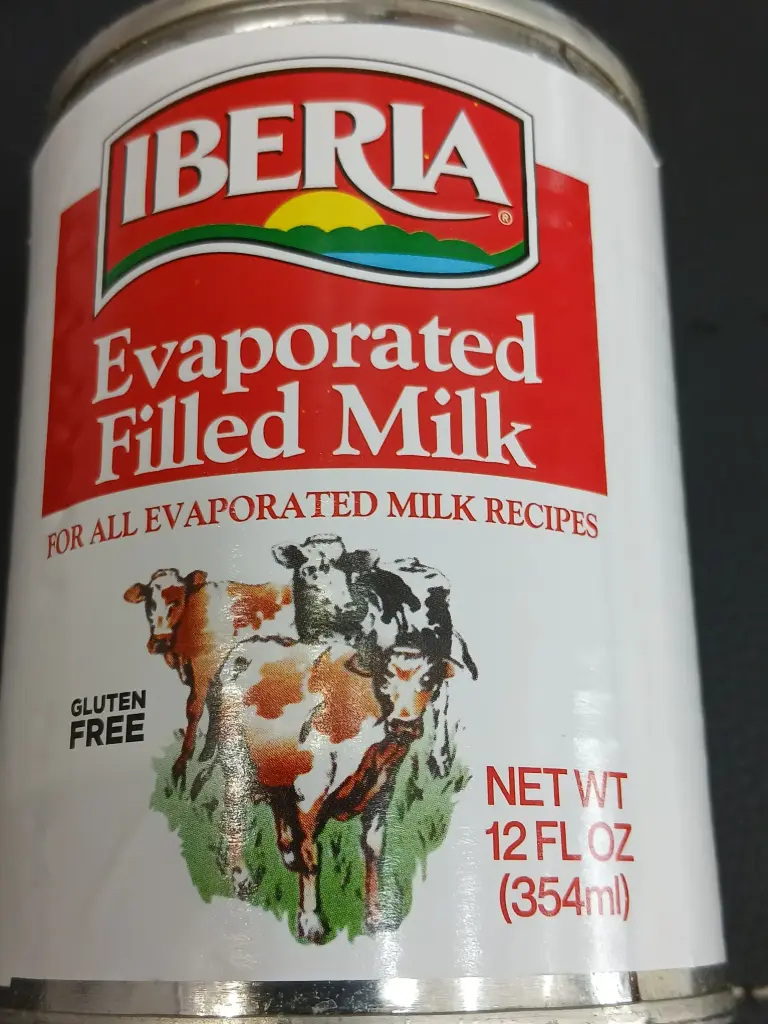 IBERIA®
Evaporated
Filled Milk
FOR ALL EVAPORATED MILK RECIPES
GLUTEN
FREE
NET WT
12 FL OZ
(354ml)